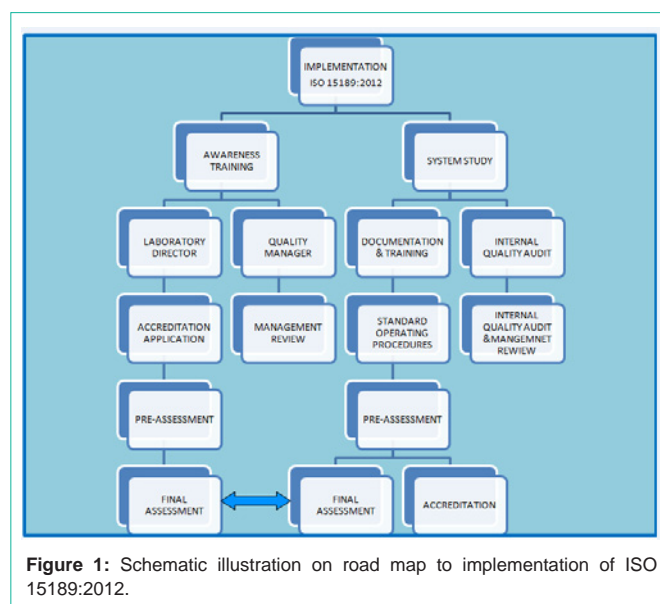 IMPLEMENTATION
ISO 15189:2012
AWARENESS
TRAINING
SYSTEM STUDY
LABORATORY
DIRECTOR
QUALITY
MANAGER
DOCUMENTATION
& TRAINING
INTERNAL
QUALITY AUDIT
ACCREDITATION
APPLICATION
MANAGEMENT
REVIEW
STANDARD
OPERATING
PROCEDURES
INTERNAL
QUALITY AUDIT
&MANGEMNET
REWIEW
PRE-ASSESSMENT
PRE-ASSESSMENT
FINAL
ASSESSMENT
FINAL
ASSESSMENT
ACCREDITATION
Figure 1: Schematic illustration on road map to implementation of ISO
15189:2012.